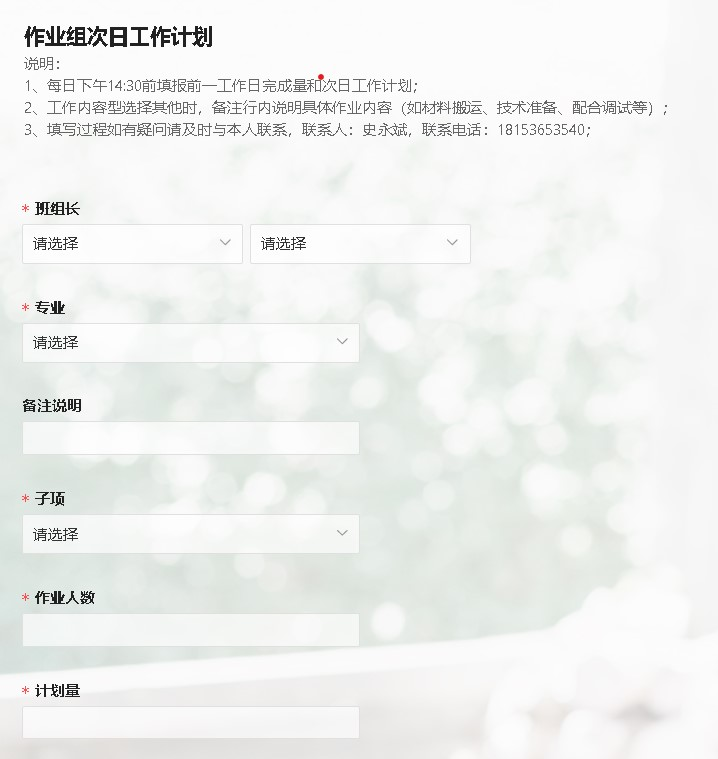 作业组次日工作计划
说明：
1、每日下午14:30前填报前一工作日完成量和次日工作计划；
2、工作内容型选择其他时，备注行内说明具体作业内容（如材料搬运、技术准备、配合调试等）；
3、填写过程如有疑问请及时与本人联系，联系人：史永斌，联系电话：18153653540；
* 班组长
请选择 请选择
* 专业
请选择
备注说明
* 子项
请选择
* 作业人数
* 计划量